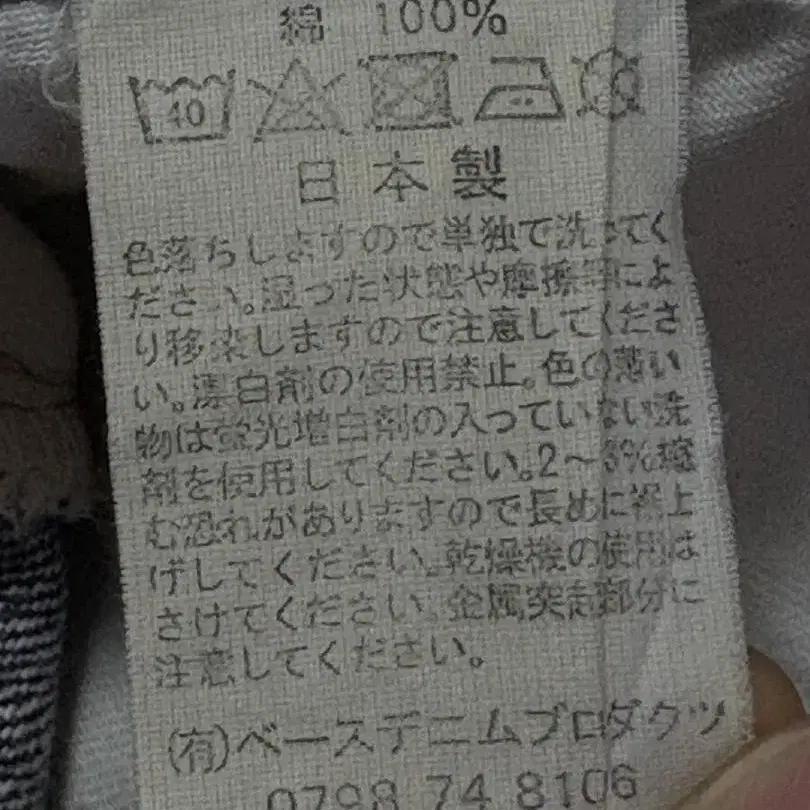 綿 100%
40
日本製
色落ちしますので単独で洗ってく
ださい。湿った状態や摩擦等によ
り移染しますので注意してくださ
い。漂白剤の使用禁止。色の薄い
物は蛍光増白剤の入っていない洗
剤を使用してください。2～3%縮
む恐れがありますので長めに裾上
げしてください。乾燥機の使用は
さけてください。金属突起部分に
注意してください。
(有)ベースデニムプロダクツ
0798 74 8106